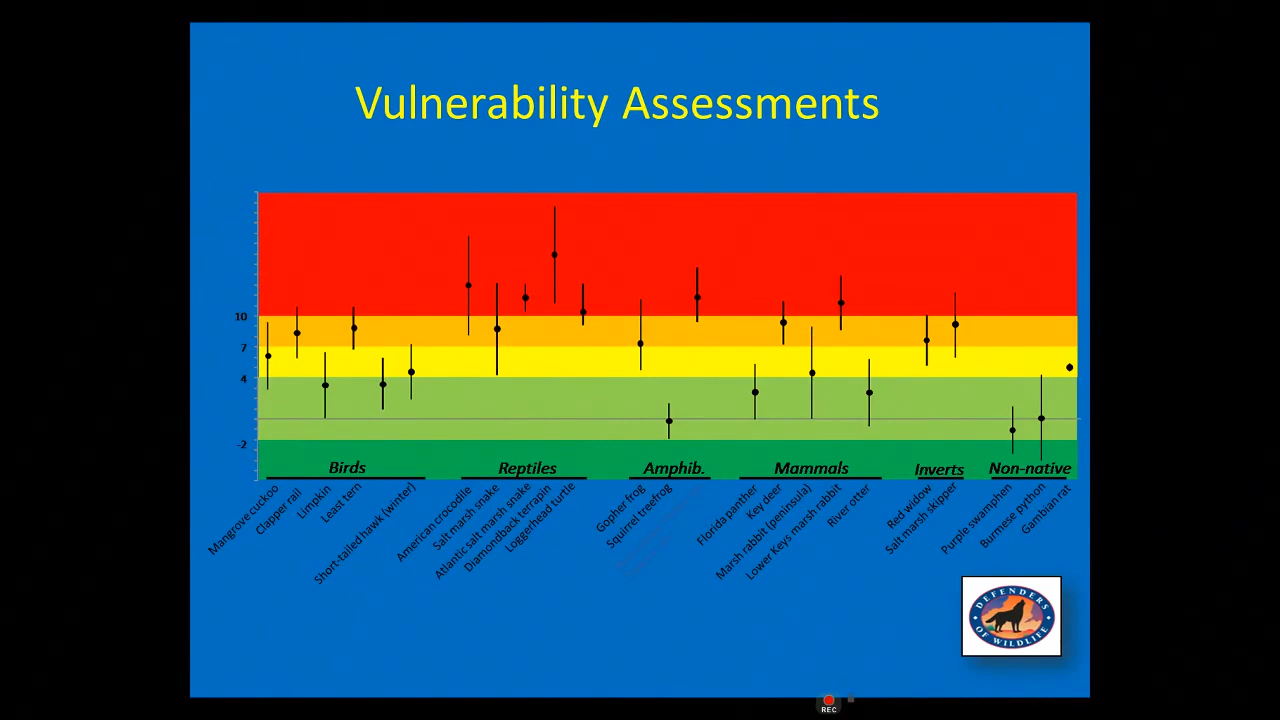 Vulnerability Assessments
10
7
4
-2
Birds
Reptiles
Amphib.
Mammals
Inverts
Non-native
Mangrove cuckoo
Clapper rail
Limpkin
Least tern
Short-tailed hawk (winter)
American crocodile
Salt marsh snake
Atlantic salt marsh snake
Diamondback terrapin
Loggerhead turtle
Gopher frog
Squirrel treefrog
Florida panther
Key deer
Marsh rabbit (peninsula)
Lower Keys marsh rabbit
River otter
Red widow
Salt marsh skipper
Purple swamphen
Burmese python
Gambian rat
DEFENDERS
OF WILDLIFE
REC